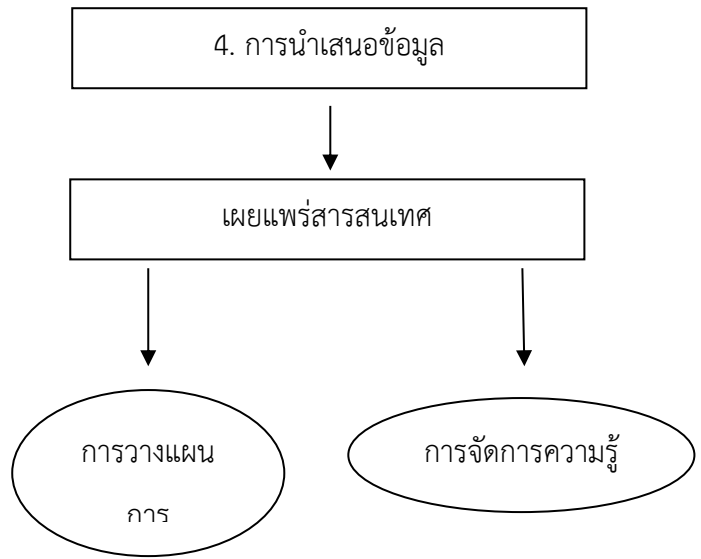 4. การนำเสนอข้อมูล
เผยแพร่สารสนเทศ
การวางแผน
การ
การจัดการความรู้